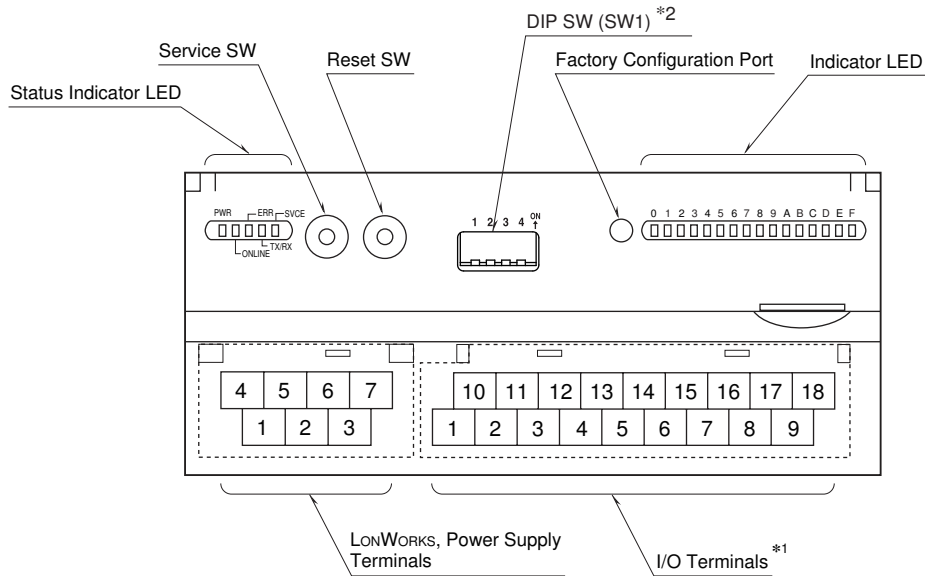 DIP SW (SW1) *2
Service SW
Reset SW
Factory Configuration Port
Indicator LED
Status Indicator LED
PWR
ERR
SVCE
ONLINE
TX/RX
1 2 3 4 ON
0 1 2 3 4 5 6 7 8 9 A B C D E F
4 5 6 7
1 2 3
10 11 12 13 14 15 16 17 18
1 2 3 4 5 6 7 8 9
LONWORKS, Power Supply
Terminals
I/O Terminals *1